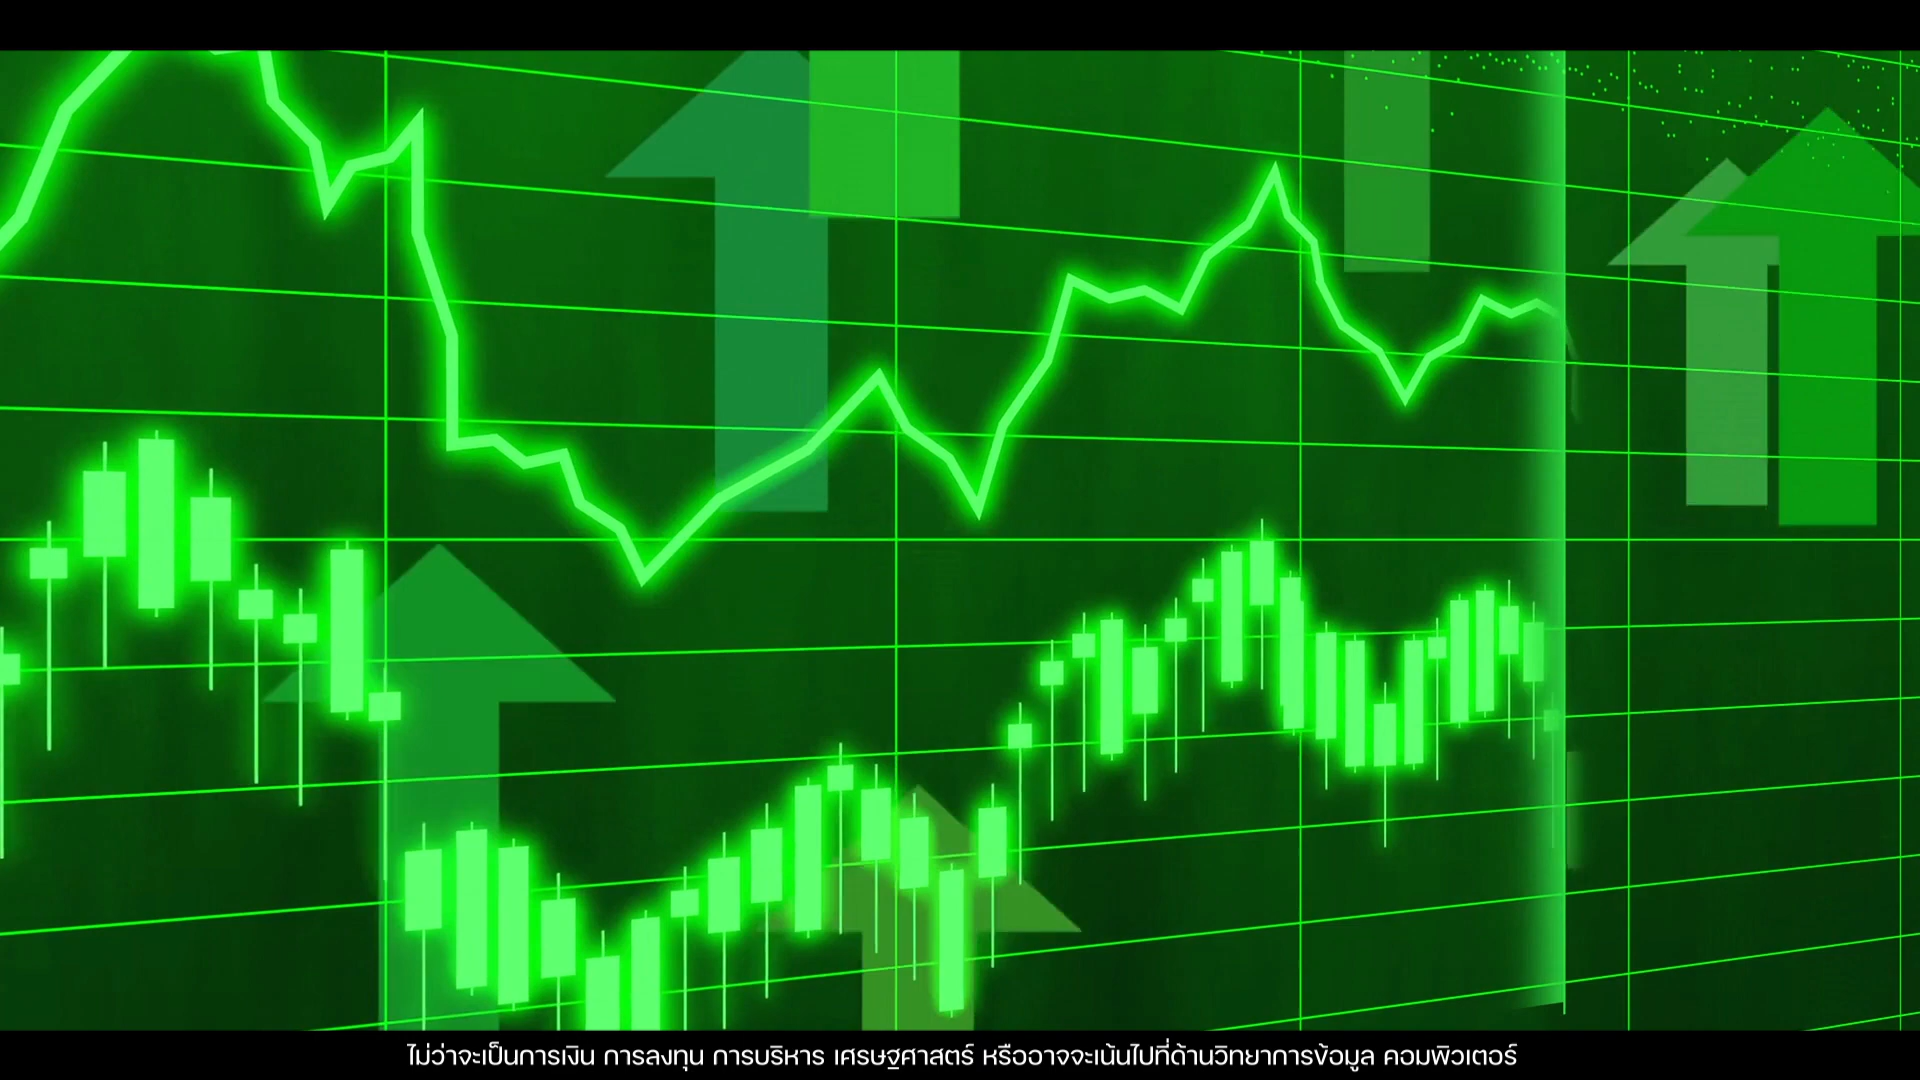 ไม่ว่าจะเป็นการเงิน การลงทุน การบริหาร เศรษฐศาสตร์ หรืออาจจะเน้นไปที่ด้านวิทยาการข้อมูล คอมพิวเตอร์